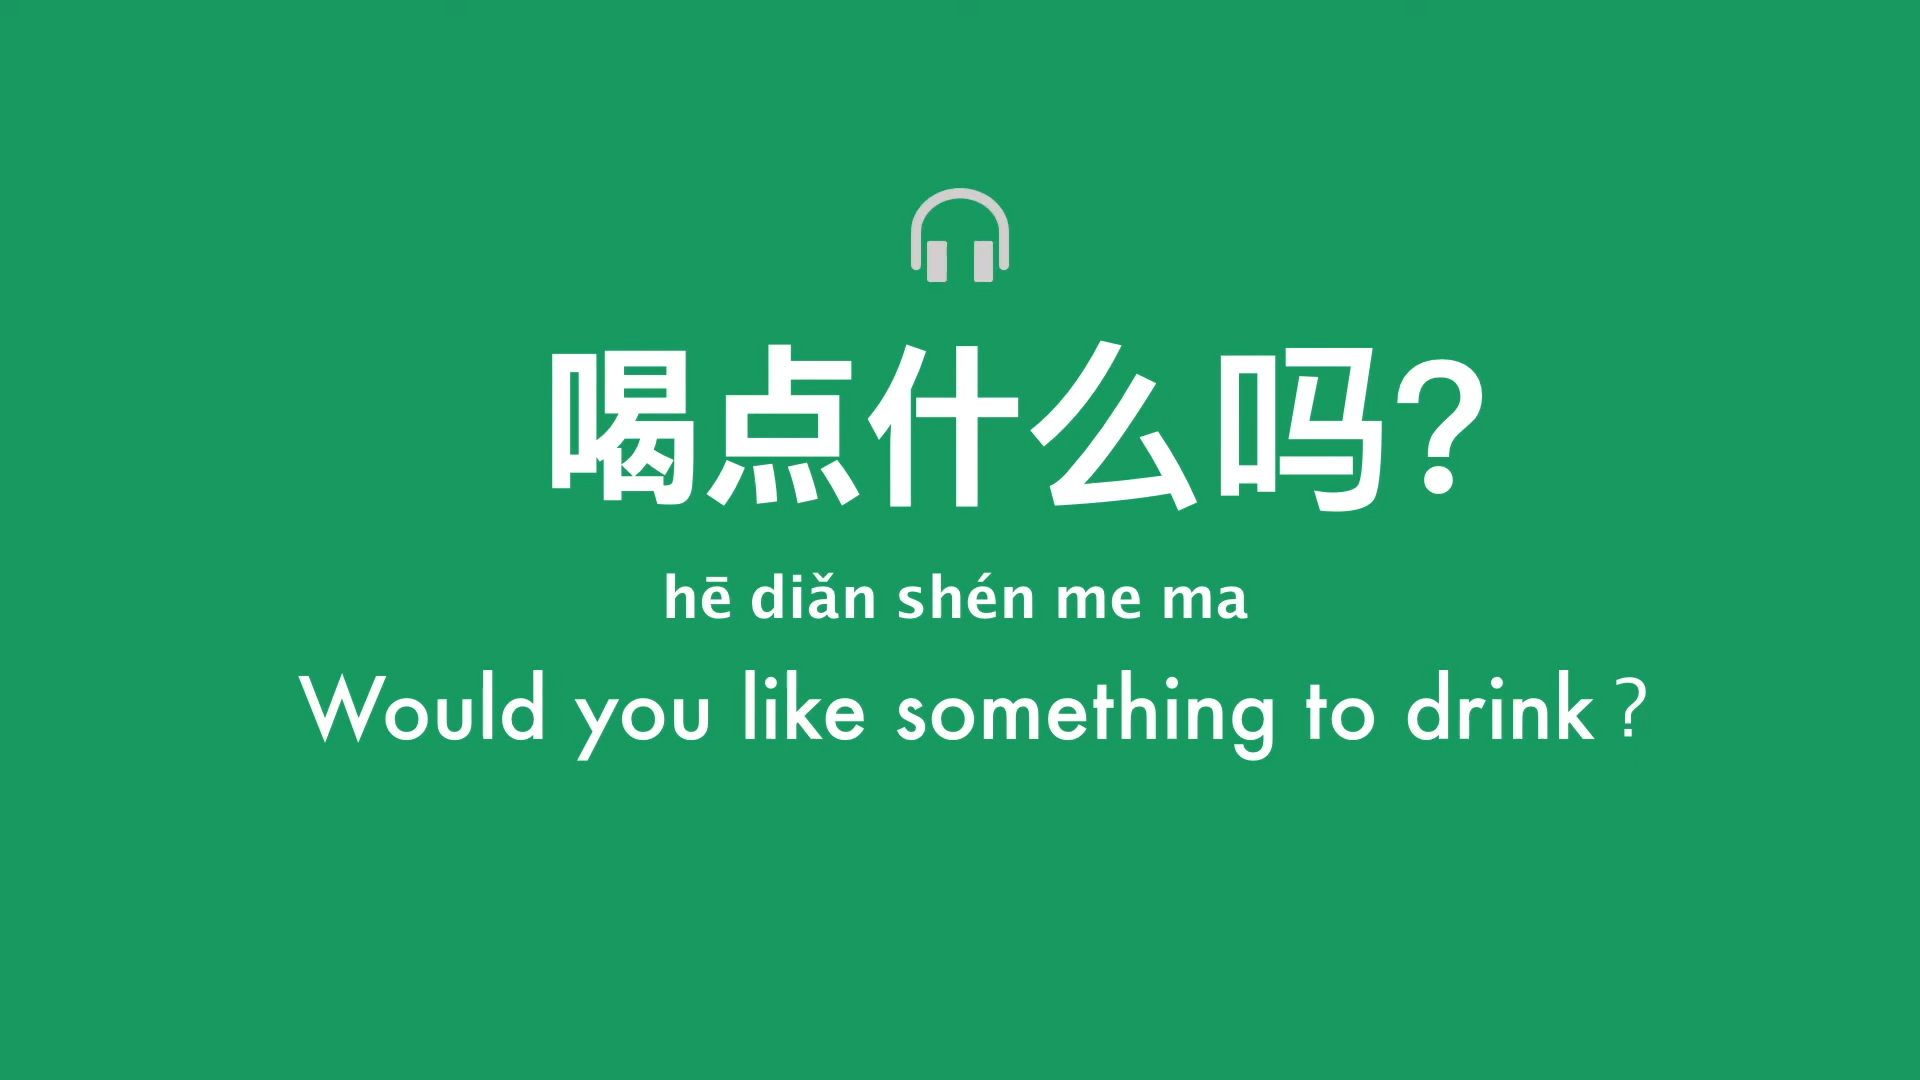 喝点什么吗?
hē diǎn shén me ma
Would you like something to drink？